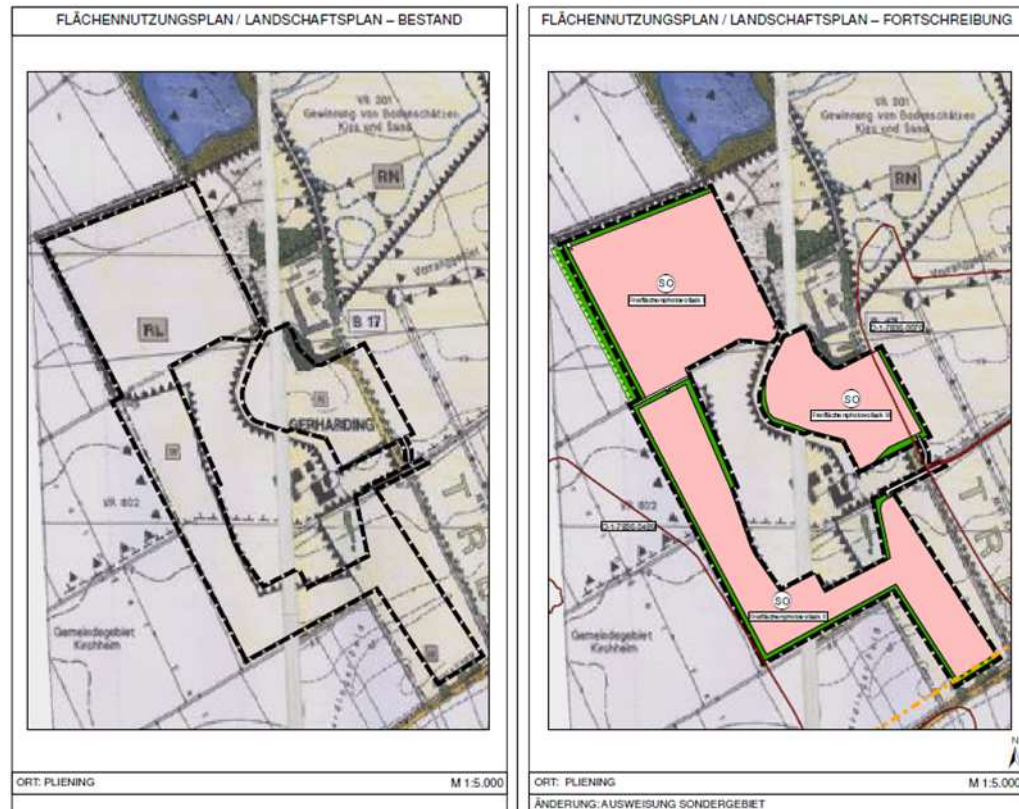 FLÄCHENNUTZUNGSPLAN / LANDSCHAFTSPLAN – BESTAND
VR 201
Gewinnung von Bodenschätzen
Kies und Sand
RN
RL
B 17
GERHARDING
W
VR 802
T
R
Gemeindegebiet
Kirchheim
ORT: PLIENING
M 1:5.000
FLÄCHENNUTZUNGSPLAN / LANDSCHAFTSPLAN – FORTSCHREIBUNG
VR 201
Gewinnung von Bodenschätzen
Kies und Sand
RN
SO
SO
VR 802
T
R
SO
Gemeindegebiet
Kirchheim
N
ORT: PLIENING
M 1:5.000
ÄNDERUNG: AUSWEISUNG SONDERGEBIET